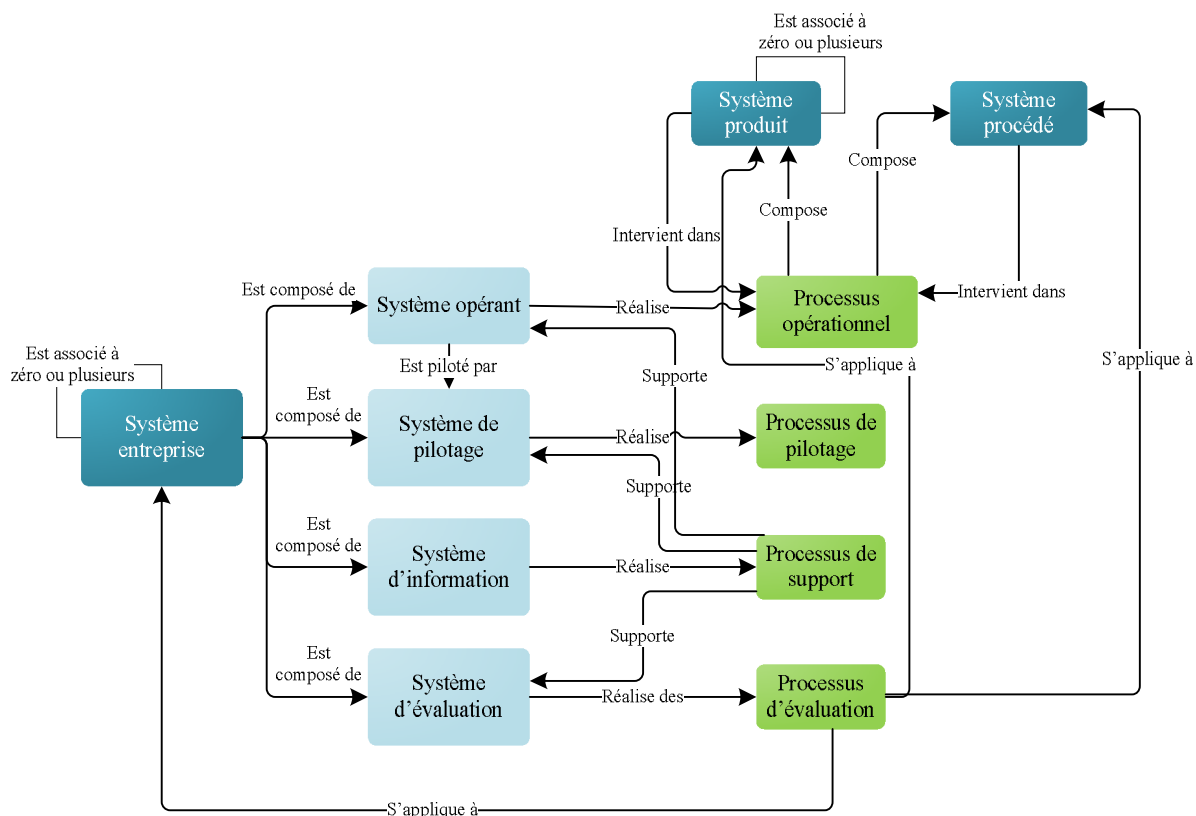 Est associé à
zéro ou plusieurs
Système
produit
Système
procédé
Compose
Compose
Intervient dans
Est composé de
Système opérant
Réalise
Processus
opérationnel
Intervient dans
Est associé à
zéro ou plusieurs
Est piloté par
Supporte
S’applique à
S’applique à
Système
entreprise
Est
composé de
Système de
pilotage
Réalise
Processus de
pilotage
Supporte
Est
composé de
Système
d’information
Réalise
Processus de
support
Supporte
Est
composé de
Système
d’évaluation
Réalise des
Processus
d’évaluation
S’applique à